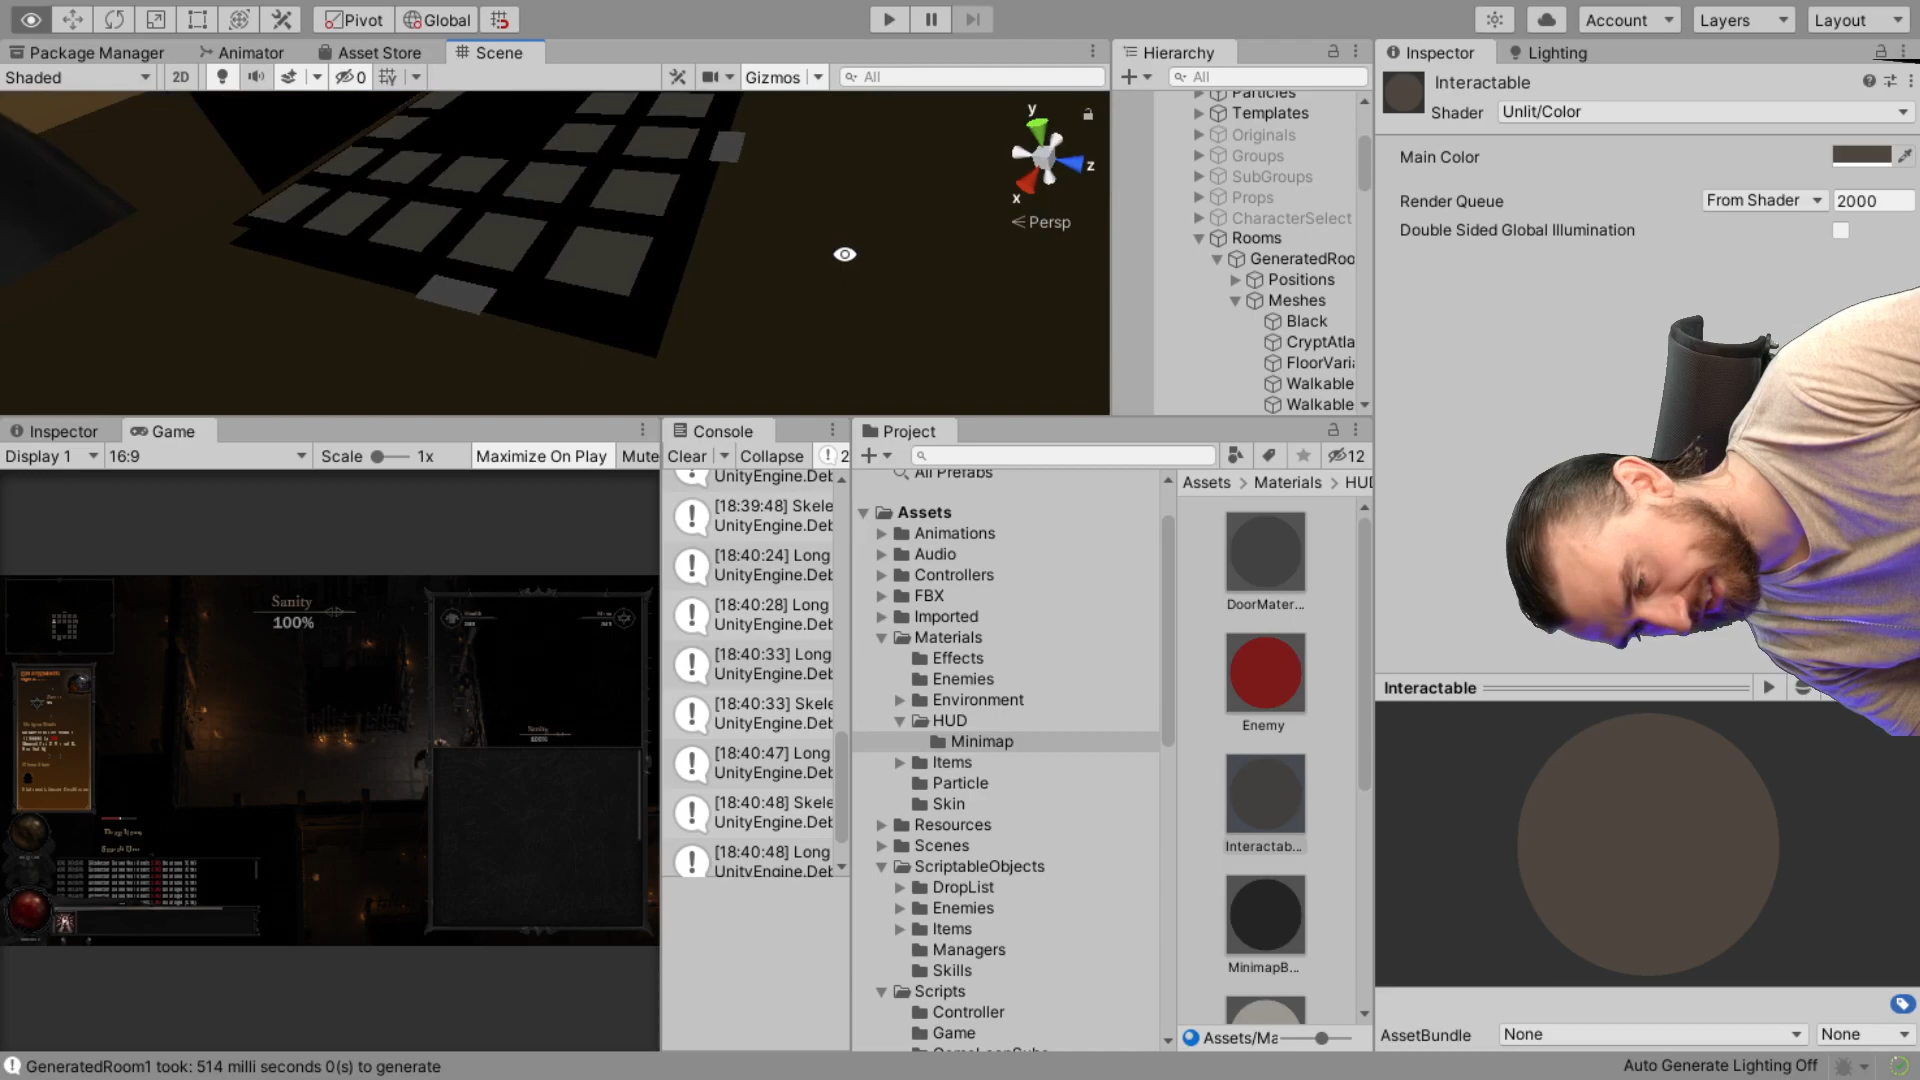 Pivot Global Account Layers Layout
Package Manager Animator Asset Store Scene
Shaded 2D 0 Gizmos All
y
z
x
Persp
Hierarchy
All
Particles
Templates
Originals
Groups
SubGroups
Props
CharacterSelect
Rooms
GeneratedRoo
Positions
Meshes
Black
CryptAtla
FloorVari
Walkable
Walkable
Inspector Lighting
Interactable
Shader Unlit/Color
Main Color
Render Queue From Shader 2000
Double Sided Global Illumination
Interactable
AssetBundle None None
Inspector Game
Display 1 16:9 Scale 1x Maximize On Play Mute
Sanity
100%
Sanity
100%
Console
Clear Collapse 2
UnityEngine.Deb
[18:39:48] Skele
UnityEngine.Deb
[18:40:24] Long
UnityEngine.Deb
[18:40:28] Long
UnityEngine.Deb
[18:40:33] Long
UnityEngine.Deb
[18:40:33] Skele
UnityEngine.Deb
[18:40:47] Long
UnityEngine.Deb
[18:40:48] Skele
UnityEngine.Deb
[18:40:48] Long
UnityEngine.Deb
Project
12
All Prefabs
Assets
Animations
Audio
Controllers
FBX
Imported
Materials
Effects
Enemies
Environment
HUD
Minimap
Items
Particle
Skin
Resources
Scenes
ScriptableObjects
DropList
Enemies
Items
Managers
Skills
Scripts
Controller
Game
Assets > Materials > HUD
DoorMater...
Enemy
Interactab...
MinimapB...
Assets/Ma
GeneratedRoom1 took: 514 milli seconds 0(s) to generate
Auto Generate Lighting Off